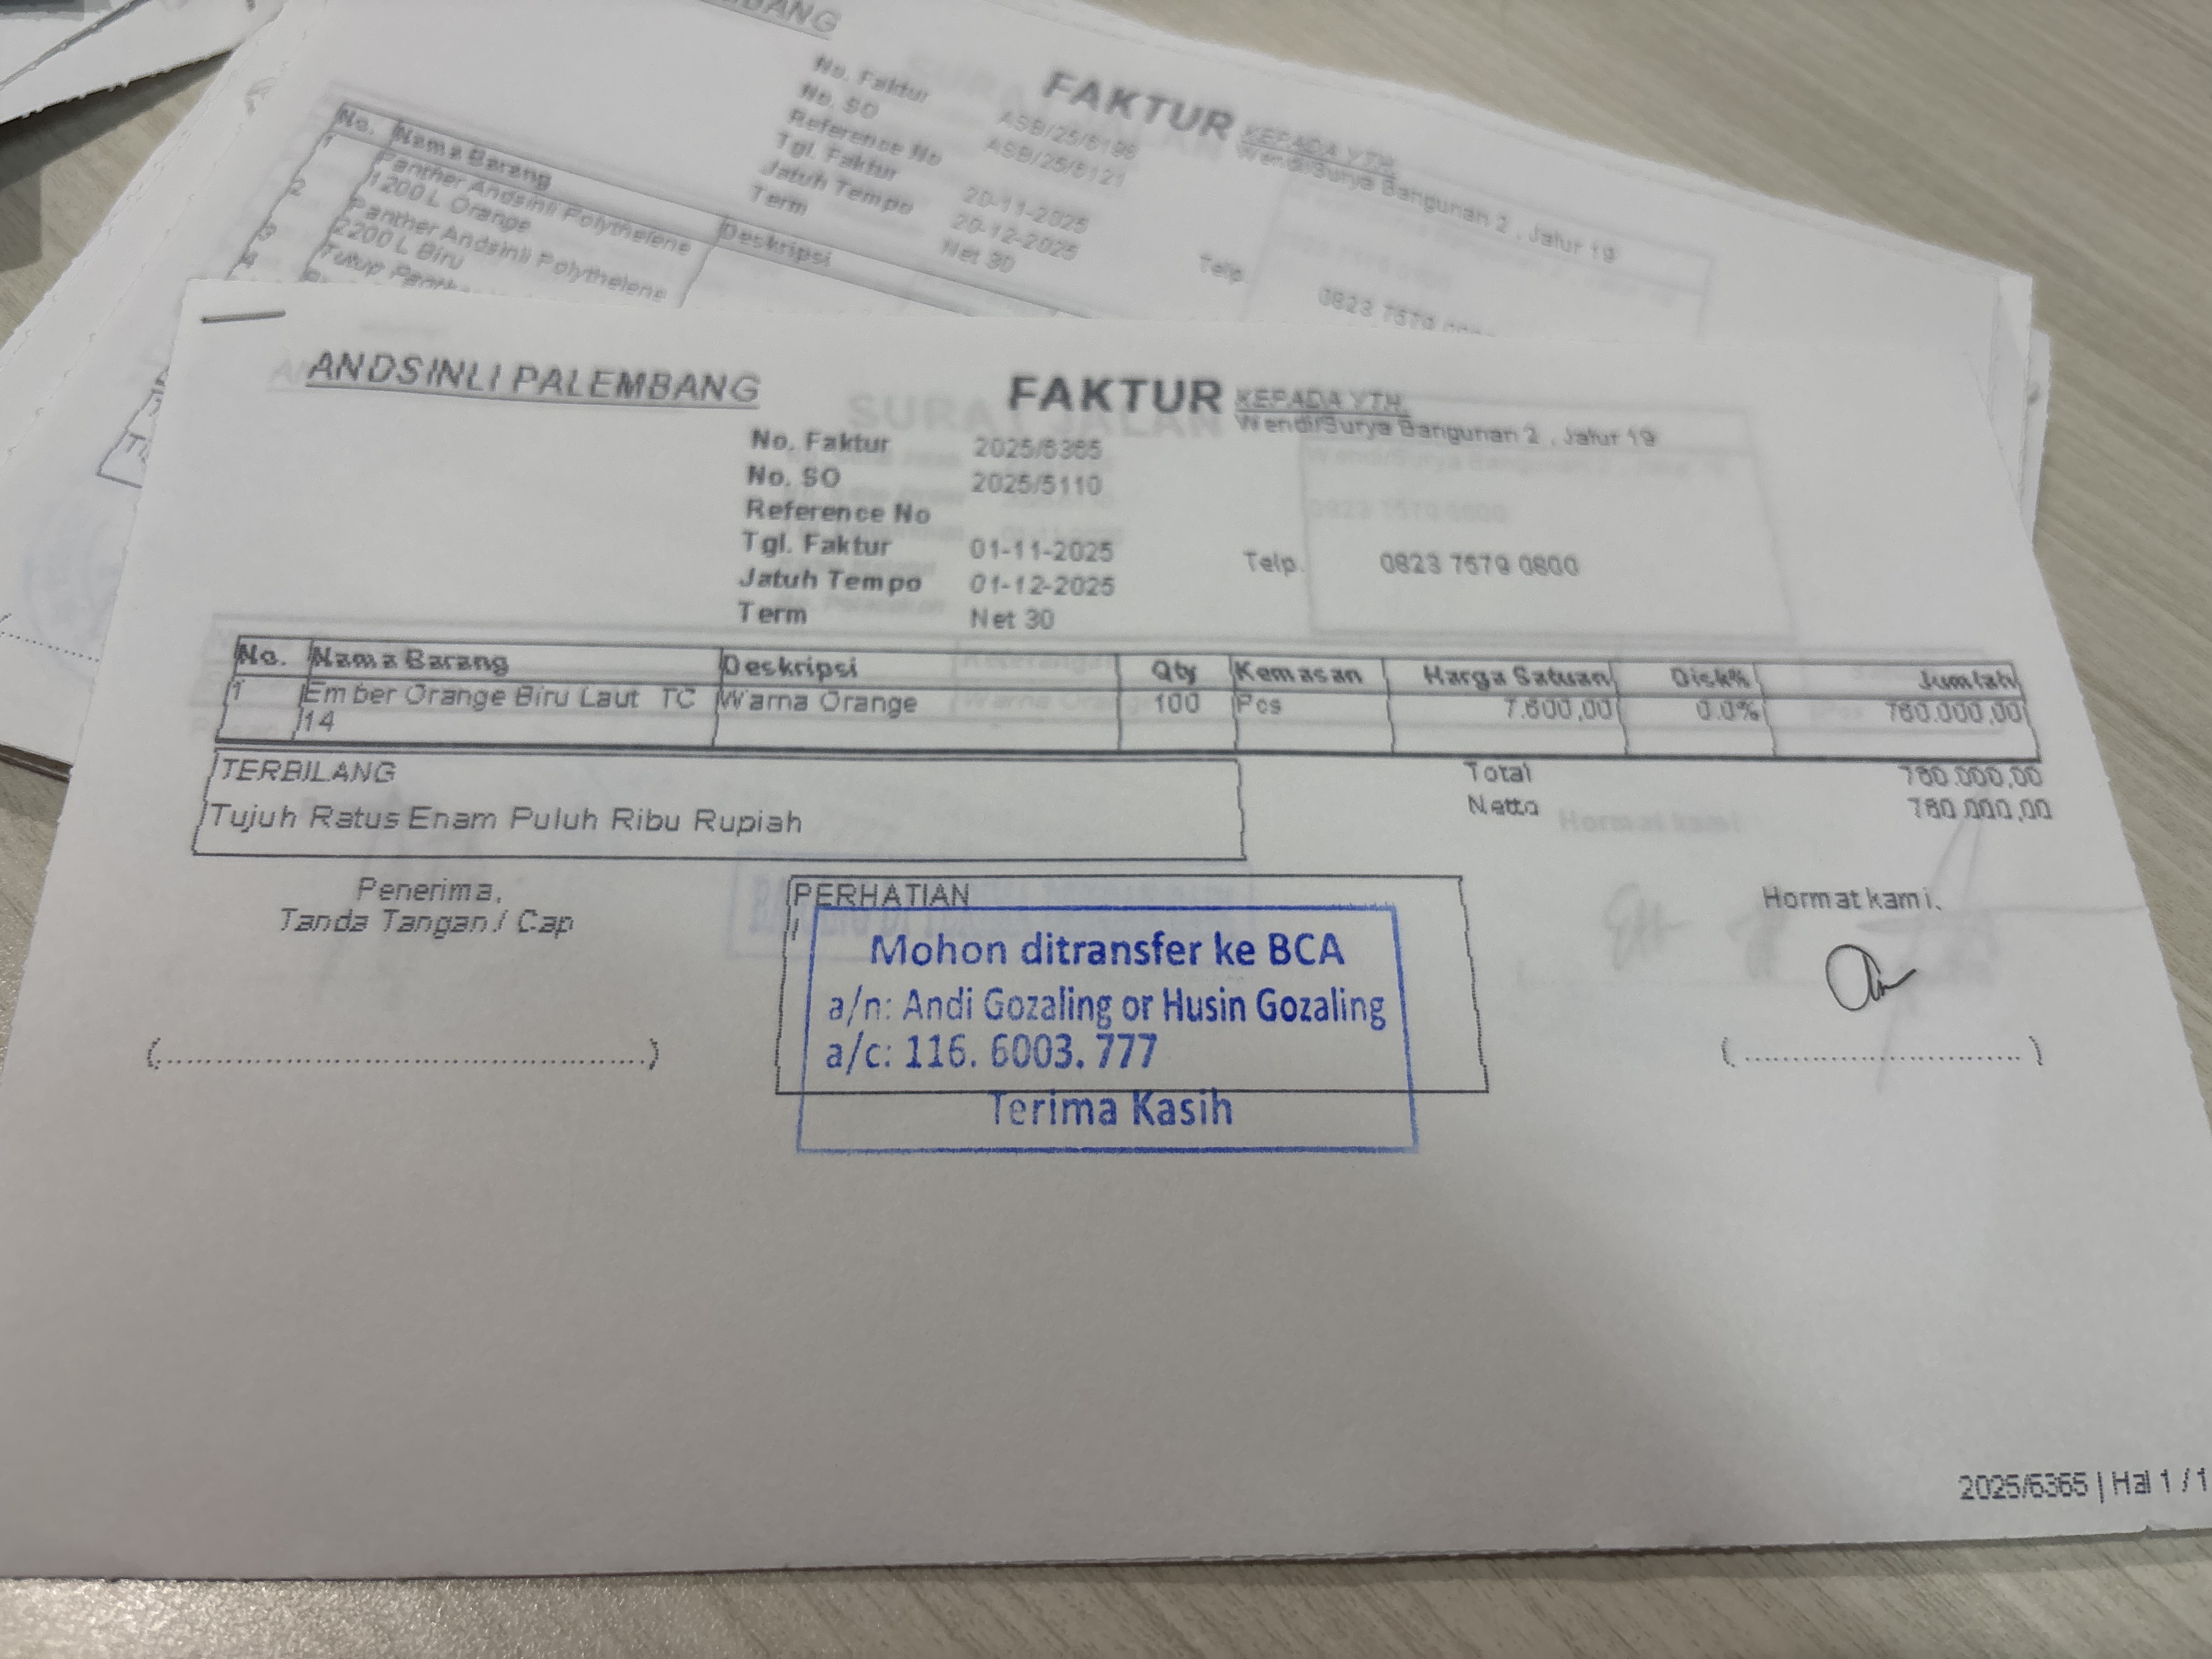 FAKTUR
KEPADA YTH.
Wendi/Surya Bangunan 2 , Jalur 19
No. Faktur ASB/25/6196
No. SO ASB/25/6121
Reference No
Tgl. Faktur 20-11-2025
Jatuh Tempo 20-12-2025
Term Net 30
Telp. 0823 7579
No. Nama Barang Deskripsi
1 Panther Andsinli Polythelene
1200 L Orange
2 Panther Andsinli Polythelene
2200 L Biru
3 Tutup
4
ANDSINLI PALEMBANG
FAKTUR
KEPADA YTH.
Wendi/Surya Bangunan 2 , Jalur 19
No. Faktur 2025/6365
No. SO 2025/5110
Reference No
Tgl. Faktur 01-11-2025
Jatuh Tempo 01-12-2025
Term Net 30
Telp. 0823 7579 0800
No. Nama Barang Deskripsi Qty Kemasan Harga Satuan Disk% Jumlah
1 Ember Orange Biru Laut TC Warna Orange 100 Pcs 7.600,00 0.0% 760.000,00
14
TERBILANG
Tujuh Ratus Enam Puluh Ribu Rupiah
Total 760.000,00
Netto 760.000,00
Penerima,
Tanda Tangan / Cap
(..........)
PERHATIAN
Mohon ditransfer ke BCA
a/n: Andi Gozaling or Husin Gozaling
a/c: 116. 6003. 777
Terima Kasih
Hormat kami.
(..........)
2025/6365 | Hal 1 / 1